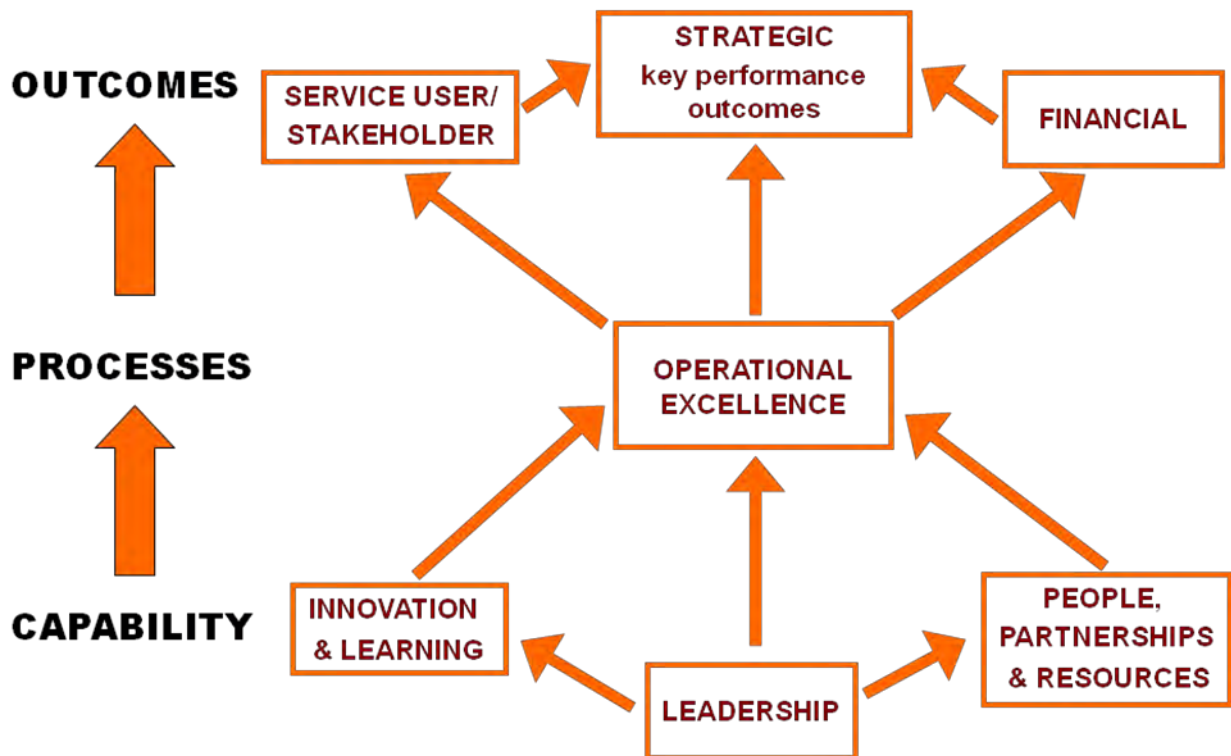 OUTCOMES
SERVICE USER/
STAKEHOLDER
STRATEGIC
key performance
outcomes
FINANCIAL
PROCESSES
OPERATIONAL
EXCELLENCE
CAPABILITY
INNOVATION
& LEARNING
LEADERSHIP
PEOPLE,
PARTNERSHIPS
& RESOURCES